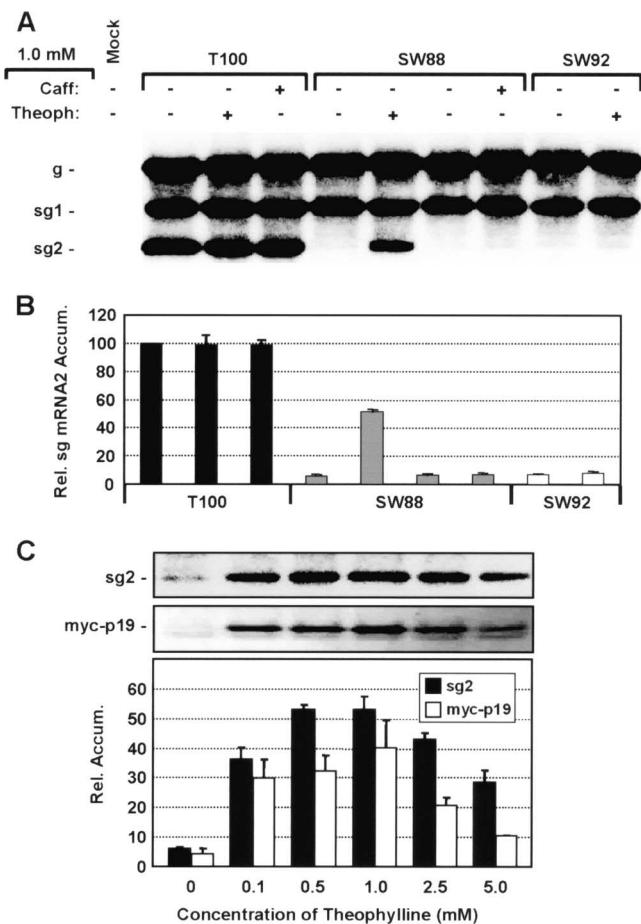 A
1.0 mM
Mock
T100 SW88 SW92
Caff: - - - + - - - + - -
Theoph: - - + - - + - - - +
g -
sg1 -
sg2 -
B
Rel. sg mRNA2 Accum.
120
100
80
60
40
20
0
T100 SW88 SW92
C
sg2 -
myc-p19 -
Rel. Accum.
60
50
40
30
20
10
0
sg2
myc-p19
0 0.1 0.5 1.0 2.5 5.0
Concentration of Theophylline (mM)